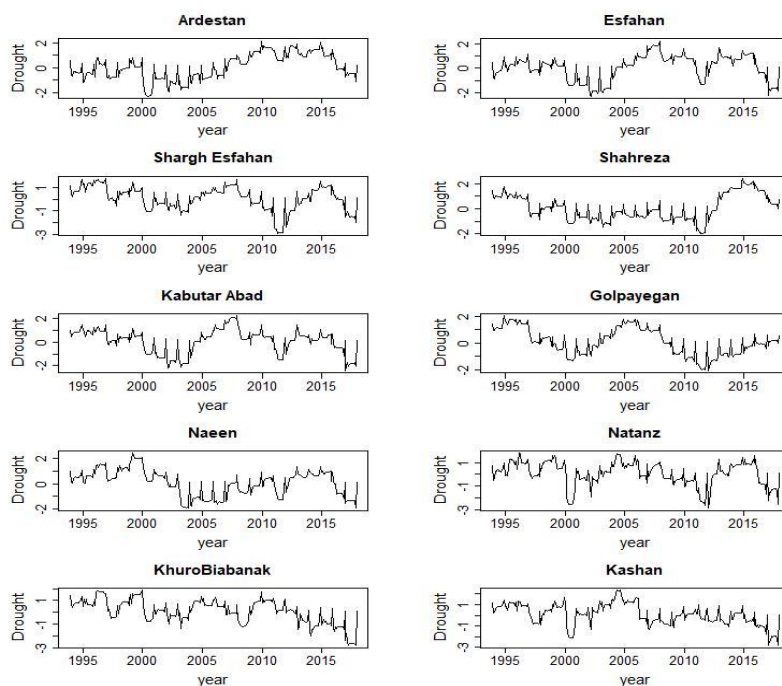 Ardestan
Drought
-2 0 2
1995 2000 2005 2010 2015
year
Esfahan
Drought
-2 0 2
1995 2000 2005 2010 2015
year
Shargh Esfahan
Drought
-3 -1 1
1995 2000 2005 2010 2015
year
Shahreza
Drought
-2 0 2
1995 2000 2005 2010 2015
year
Kabutar Abad
Drought
-2 0 2
1995 2000 2005 2010 2015
year
Golpayegan
Drought
-2 0 2
1995 2000 2005 2010 2015
year
Naeen
Drought
-2 0 2
1995 2000 2005 2010 2015
year
Natanz
Drought
-3 -1 1
1995 2000 2005 2010 2015
year
KhuroBiabanak
Drought
-3 -1 1
1995 2000 2005 2010 2015
year
Kashan
Drought
-3 -1 1
1995 2000 2005 2010 2015
year